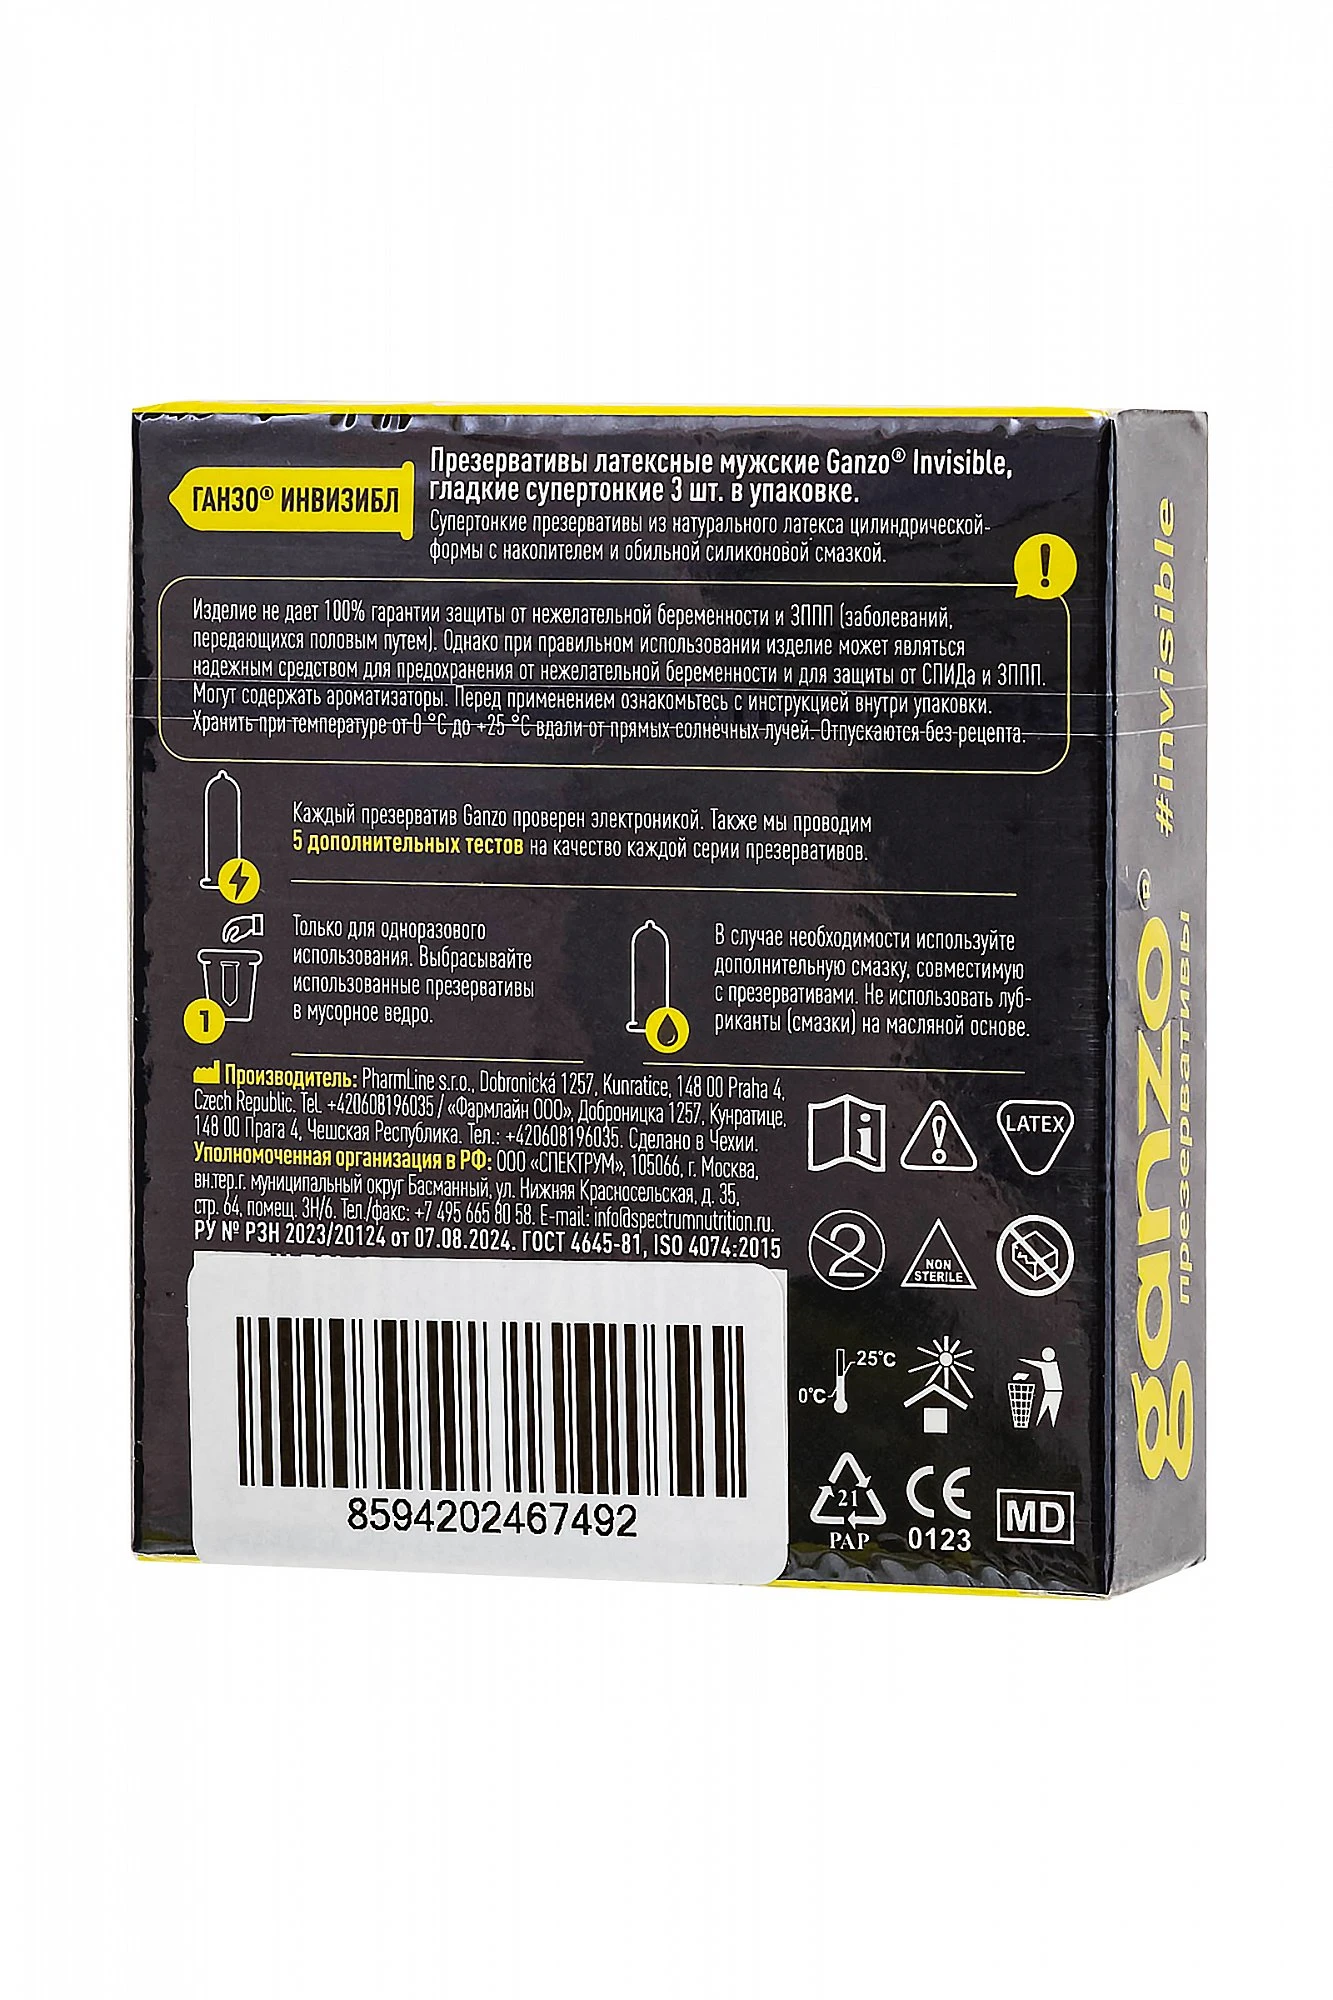 ГАНЗО® ИНВИЗИБЛ
Презервативы латексные мужские Ganzo® Invisible,
гладкие супертонкие 3 шт. в упаковке.
Супертонкие презервативы из натурального латекса цилиндрической-
формы с накопителем и обильной силиконовой смазкой.
!
Изделие не дает 100% гарантии защиты от нежелательной беременности и ЗППП (заболеваний,
передающихся половым путем). Однако при правильном использовании изделие может являться
надежным средством для предохранения от нежелательной беременности и для защиты от СПИДа и ЗППП.
Могут содержать ароматизаторы. Перед применением ознакомьтесь с инструкцией внутри упаковки.
Хранить при температуре от 0 °С до +25 °С вдали от прямых солнечных лучей. Отпускаются без рецепта.
Каждый презерватив Ganzo проверен электроникой. Также мы проводим
5 дополнительных тестов на качество каждой серии презервативов.
Только для одноразового
использования. Выбрасывайте
использованные презервативы
в мусорное ведро.
1
В случае необходимости используйте
дополнительную смазку, совместимую
с презервативами. Не использовать луб-
риканты (смазки) на масляной основе.
Производитель: PharmLine s.r.o., Dobronická 1257, Kunratice, 148 00 Praha 4,
Czech Republic. Tel. +420608196035 / «Фармлайн ООО», Доброницка 1257, Кунратице,
148 00 Прага 4, Чешская Республика. Тел.: +420608196035. Сделано в Чехии.
Уполномоченная организация в РФ: ООО «СПЕКТРУМ», 105066, г. Москва,
вн.тер.г. муниципальный округ Басманный, ул. Нижняя Красносельская, д. 35,
стр. 64, помещ. 3Н/6. Тел./факс: +7 495 665 80 58. E-mail: info@spectrumnutrition.ru.
РУ № РЗН 2023/20124 от 07.08.2024. ГОСТ 4645-81, ISO 4074:2015
8594202467492
i
!
LATEX
2
NON
STERILE
25°C
0°C
21
PAP
CE
0123
MD
ganzo®
презервативы
#invisible